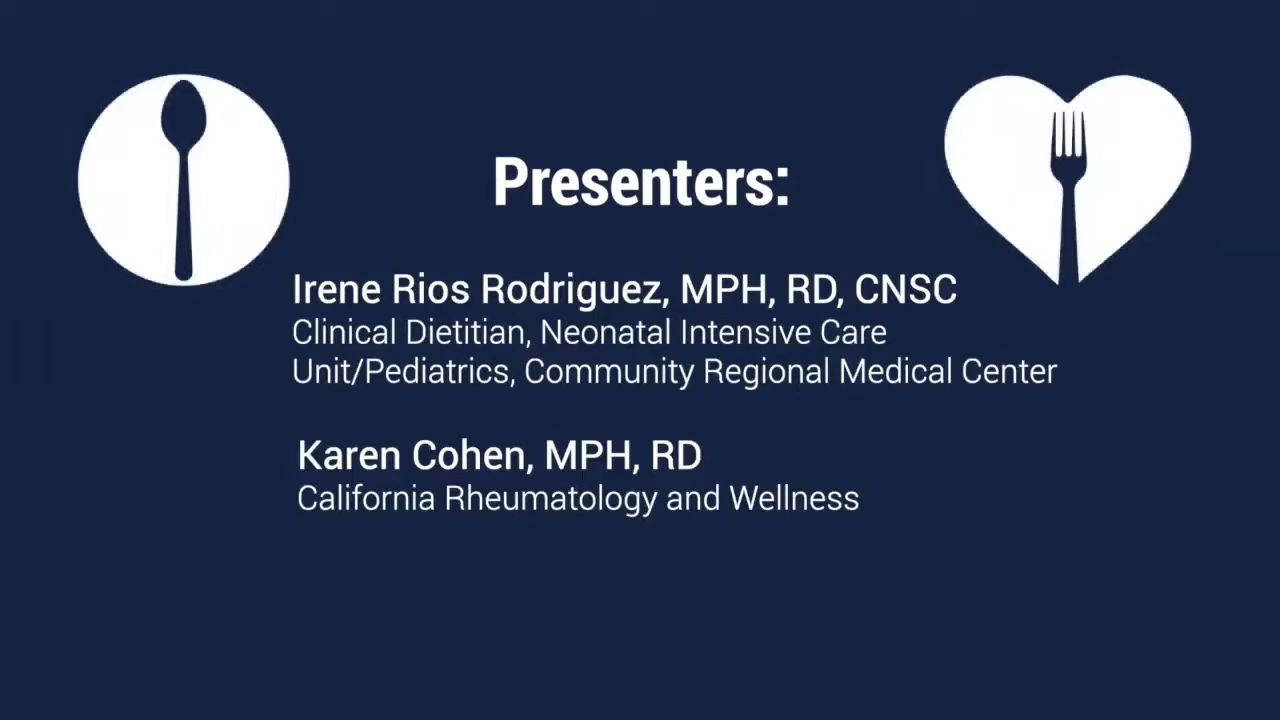 Presenters:
Irene Rios Rodriguez, MPH, RD, CNSC
Clinical Dietitian, Neonatal Intensive Care
Unit/Pediatrics, Community Regional Medical Center
Karen Cohen, MPH, RD
California Rheumatology and Wellness